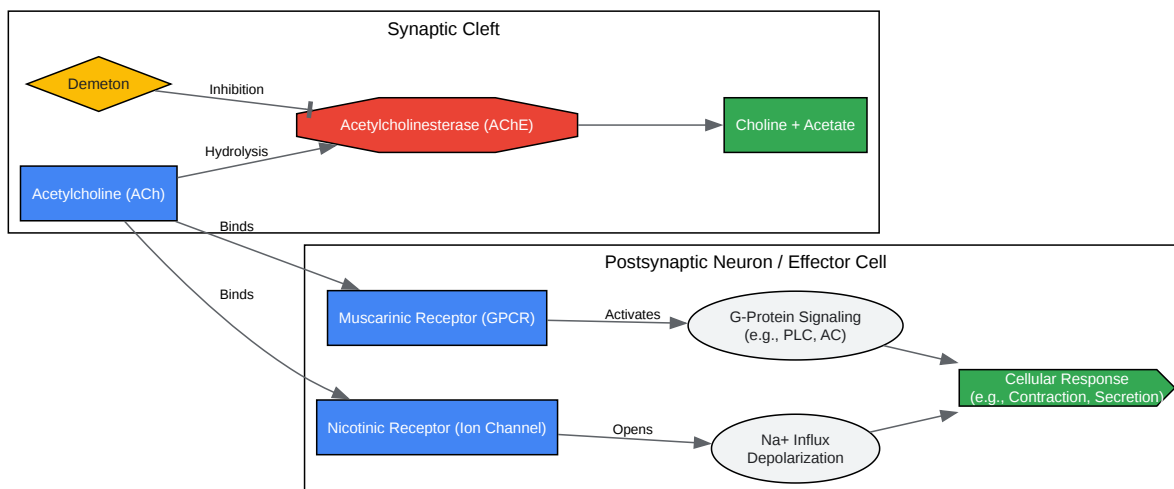 Synaptic Cleft
Demeton
Inhibition
Acetylcholinesterase (AChE)
Choline + Acetate
Hydrolysis
Acetylcholine (ACh)
Binds
Binds
Postsynaptic Neuron / Effector Cell
Muscarinic Receptor (GPCR)
Activates
G-Protein Signaling
(e.g., PLC, AC)
Cellular Response
(e.g., Contraction, Secretion)
Nicotinic Receptor (Ion Channel)
Opens
Na+ Influx
Depolarization